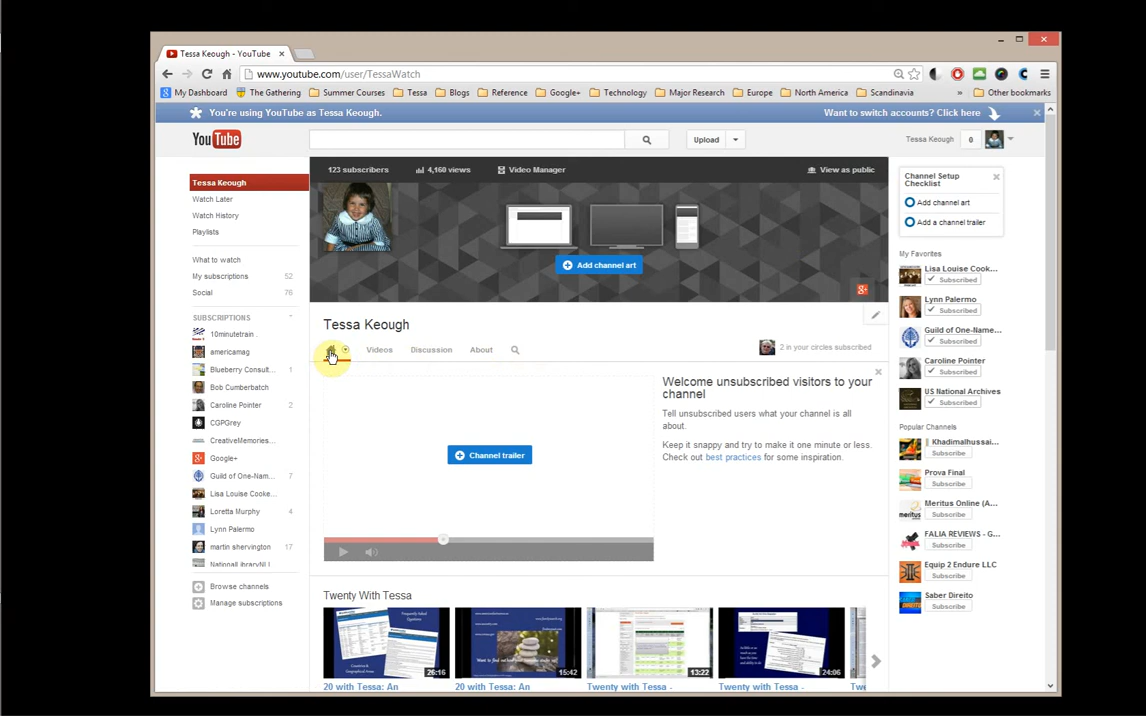 Tessa Keough - YouTube
www.youtube.com/user/TessaWatch
My Dashboard The Gathering Summer Courses Tessa Blogs Reference Google+ Technology Major Research Europe North America Scandinavia » Other bookmarks
You're using YouTube as Tessa Keough. Want to switch accounts? Click here
YouTube Upload Tessa Keough 0
Tessa Keough
Watch Later
Watch History
Playlists
What to watch
My subscriptions 52
Social 76
SUBSCRIPTIONS
10minutetrain .
americamag
Blueberry Consult... 1
Bob Cumberbatch
Caroline Pointer 2
CGPGrey
CreativeMemories...
Google+
Guild of One-Nam... 7
Lisa Louise Cooke...
Loretta Murphy 4
Lynn Palermo
martin shervington 17
NationalLibraryNLI
Browse channels
Manage subscriptions
123 subscribers 4,160 views Video Manager View as public
Add channel art
Tessa Keough
Videos Discussion About
2 in your circles subscribed
Channel trailer
Welcome unsubscribed visitors to your
channel
Tell unsubscribed users what your channel is all
about.
Keep it snappy and try to make it one minute or less.
Check out best practices for some inspiration.
Twenty With Tessa
26:16
15:42
13:22
24:06
20 with Tessa: An
20 with Tessa: An
Twenty with Tessa -
Twenty with Tessa -
Channel Setup
Checklist
Add channel art
Add a channel trailer
My Favorites
Lisa Louise Cook...
Subscribed
Lynn Palermo
Subscribed
Guild of One-Name...
Subscribed
Caroline Pointer
Subscribed
US National Archives
Subscribed
Popular Channels
Khadimalhussai...
Subscribe
Prova Final
Subscribe
Meritus Online (A...
Subscribe
FALIA REVIEWS - G...
Subscribe
Equip 2 Endure LLC
Subscribe
Saber Direito
Subscribe